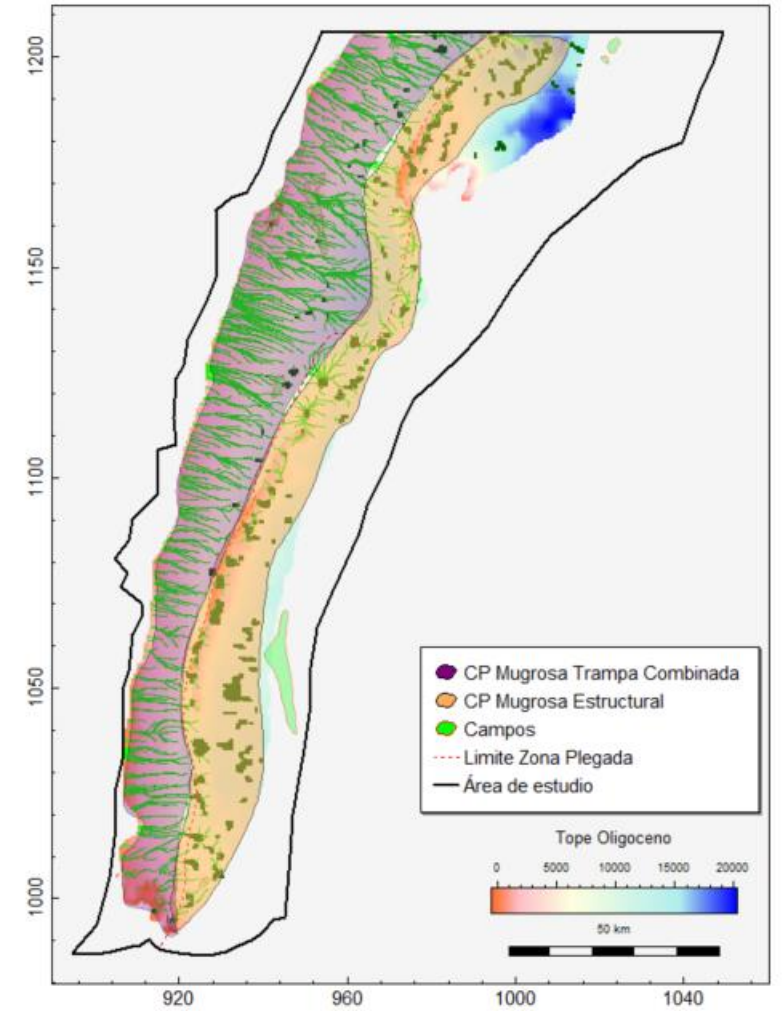 1200
1150
1100
1050
1000
920
960
1000
1040
CP Mugrosa Trampa Combinada
CP Mugrosa Estructural
Campos
Limite Zona Plegada
Área de estudio
Tope Oligoceno
0 5000 10000 15000 20000
50 km